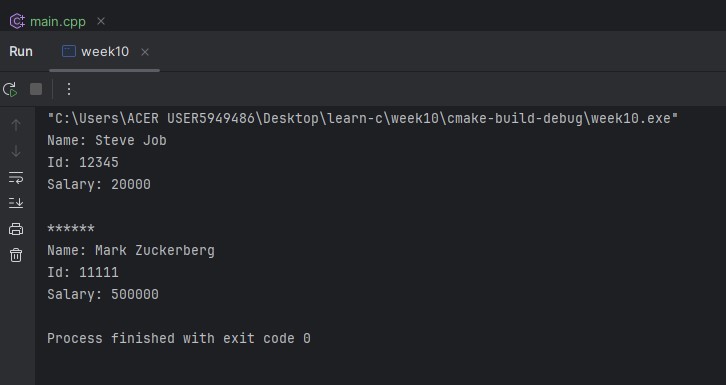 main.cpp
Run
week10
"C:\Users\ACER USER5949486\Desktop\learn-c\week10\cmake-build-debug\week10.exe"
Name: Steve Job
Id: 12345
Salary: 20000
******
Name: Mark Zuckerberg
Id: 11111
Salary: 500000
Process finished with exit code 0